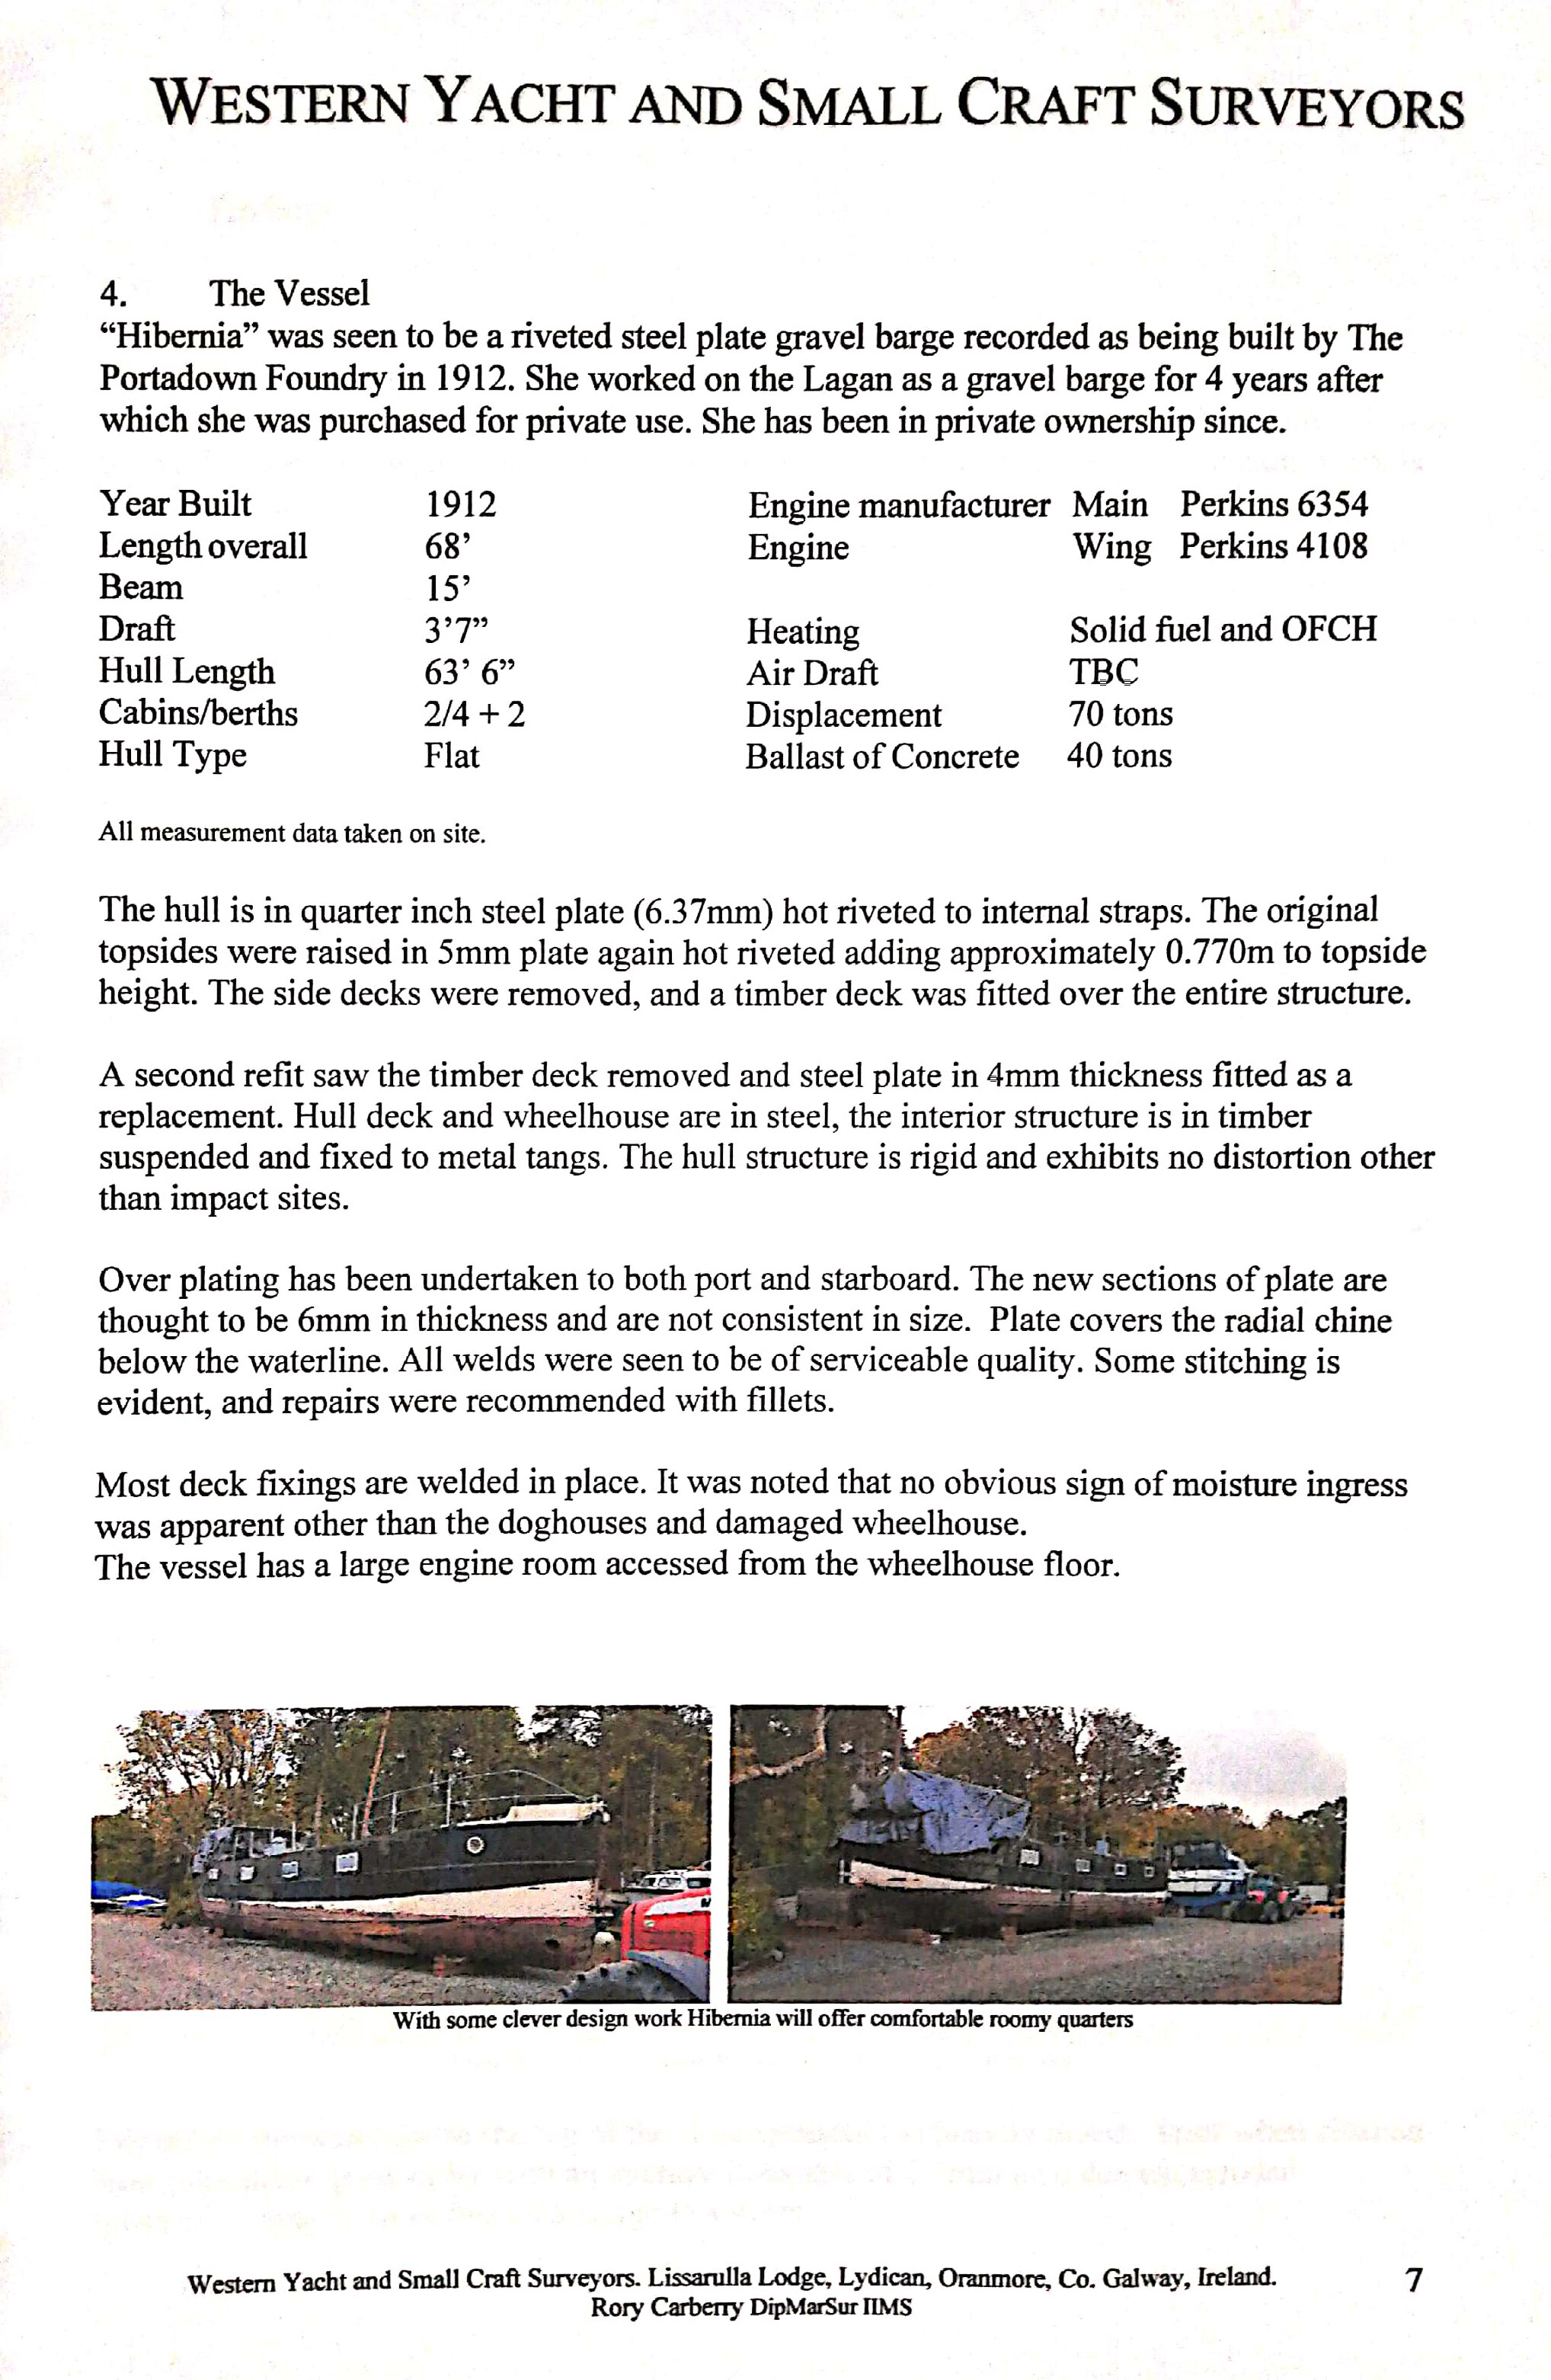 WESTERN YACHT AND SMALL CRAFT SURVEYORS
4. The Vessel
“Hibernia” was seen to be a riveted steel plate gravel barge recorded as being built by The
Portadown Foundry in 1912. She worked on the Lagan as a gravel barge for 4 years after
which she was purchased for private use. She has been in private ownership since.
Year Built 1912 Engine manufacturer Main Perkins 6354
Length overall 68’ Engine Wing Perkins 4108
Beam 15’
Draft 3’7” Heating Solid fuel and OFCH
Hull Length 63’ 6” Air Draft TBC
Cabins/berths 2/4 + 2 Displacement 70 tons
Hull Type Flat Ballast of Concrete 40 tons
All measurement data taken on site.
The hull is in quarter inch steel plate (6.37mm) hot riveted to internal straps. The original
topsides were raised in 5mm plate again hot riveted adding approximately 0.770m to topside
height. The side decks were removed, and a timber deck was fitted over the entire structure.
A second refit saw the timber deck removed and steel plate in 4mm thickness fitted as a
replacement. Hull deck and wheelhouse are in steel, the interior structure is in timber
suspended and fixed to metal tangs. The hull structure is rigid and exhibits no distortion other
than impact sites.
Over plating has been undertaken to both port and starboard. The new sections of plate are
thought to be 6mm in thickness and are not consistent in size. Plate covers the radial chine
below the waterline. All welds were seen to be of serviceable quality. Some stitching is
evident, and repairs were recommended with fillets.
Most deck fixings are welded in place. It was noted that no obvious sign of moisture ingress
was apparent other than the doghouses and damaged wheelhouse.
The vessel has a large engine room accessed from the wheelhouse floor.
With some clever design work Hibernia will offer comfortable roomy quarters
Western Yacht and Small Craft Surveyors. Lissarulla Lodge, Lydican, Oranmore, Co. Galway, Ireland. 7
Rory Carberry DipMarSur IIMS